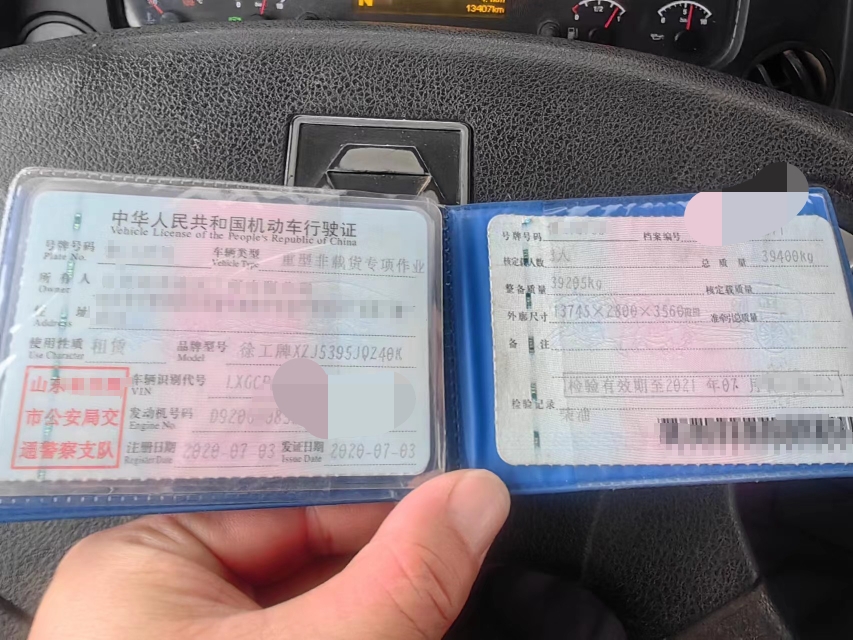 N
13407km
中华人民共和国机动车行驶证
Vehicle License of the People's Republic of China
号牌号码
Plate No.
车辆类型
Vehicle Type
重型非载货专项作业
所有人
Owner
住址
Address
使用性质
Use Character
租赁
品牌型号
Model
徐工牌XZJ5395JQZ40K
山东
市公安局交
通警察支队
车辆识别代号
VIN
LXGCP
发动机号码
Engine No.
注册日期
Register Date
2020-07-03
发证日期
Issue Date
2020-07-03
号牌号码
档案编号
核定载人数
3人
总质量
39400kg
整备质量
39205kg
核定载质量
外廓尺寸
13745×2800×3560mm
准牵引总质量
备注
检验有效期至2021年07月
检验记录
柴油